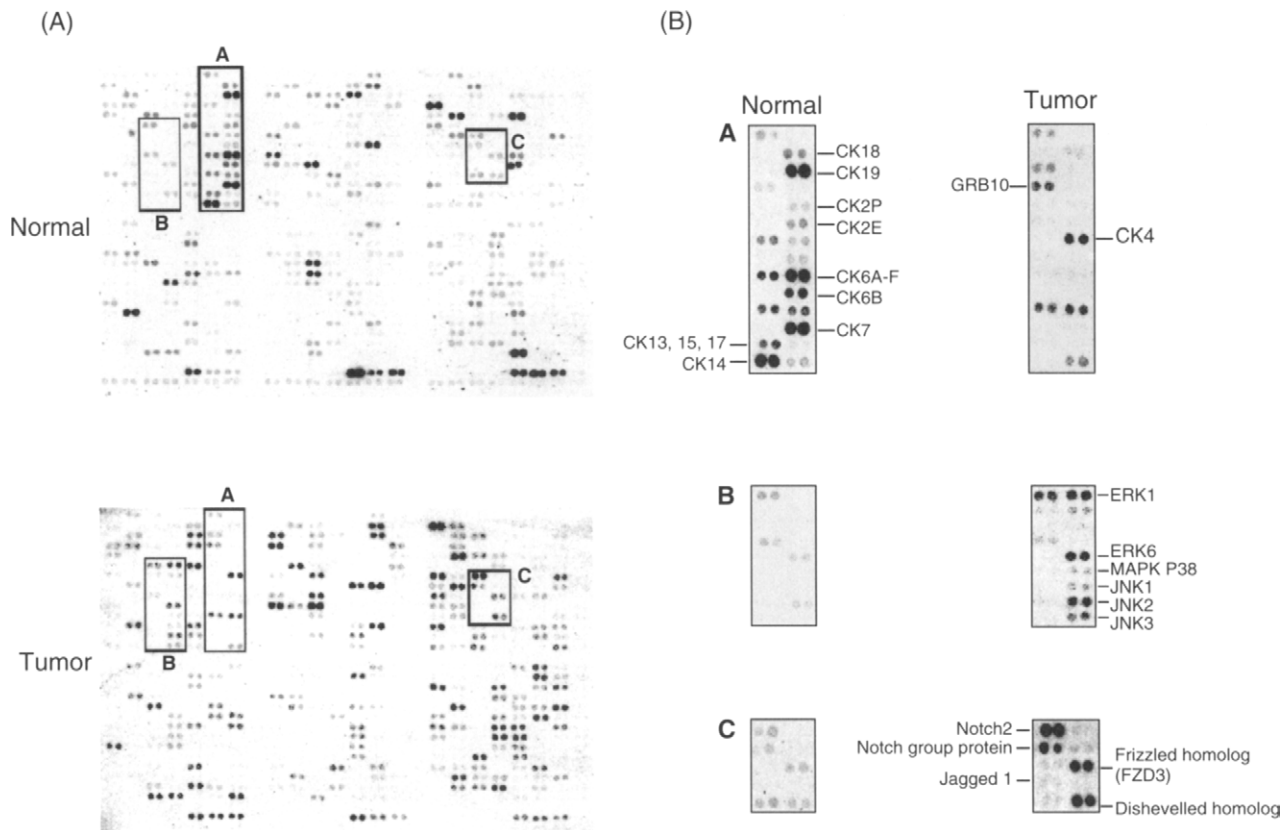 (A)
A
C
Normal
B
A
C
Tumor
B
(B)
Normal
Tumor
A
CK18
CK19
CK2P
CK2E
CK6A-F
CK6B
CK7
CK13, 15, 17
CK14
GRB10
CK4
B
ERK1
ERK6
MAPK P38
JNK1
JNK2
JNK3
C
Notch2
Notch group protein
Jagged 1
Frizzled homolog
(FZD3)
Dishevelled homolog